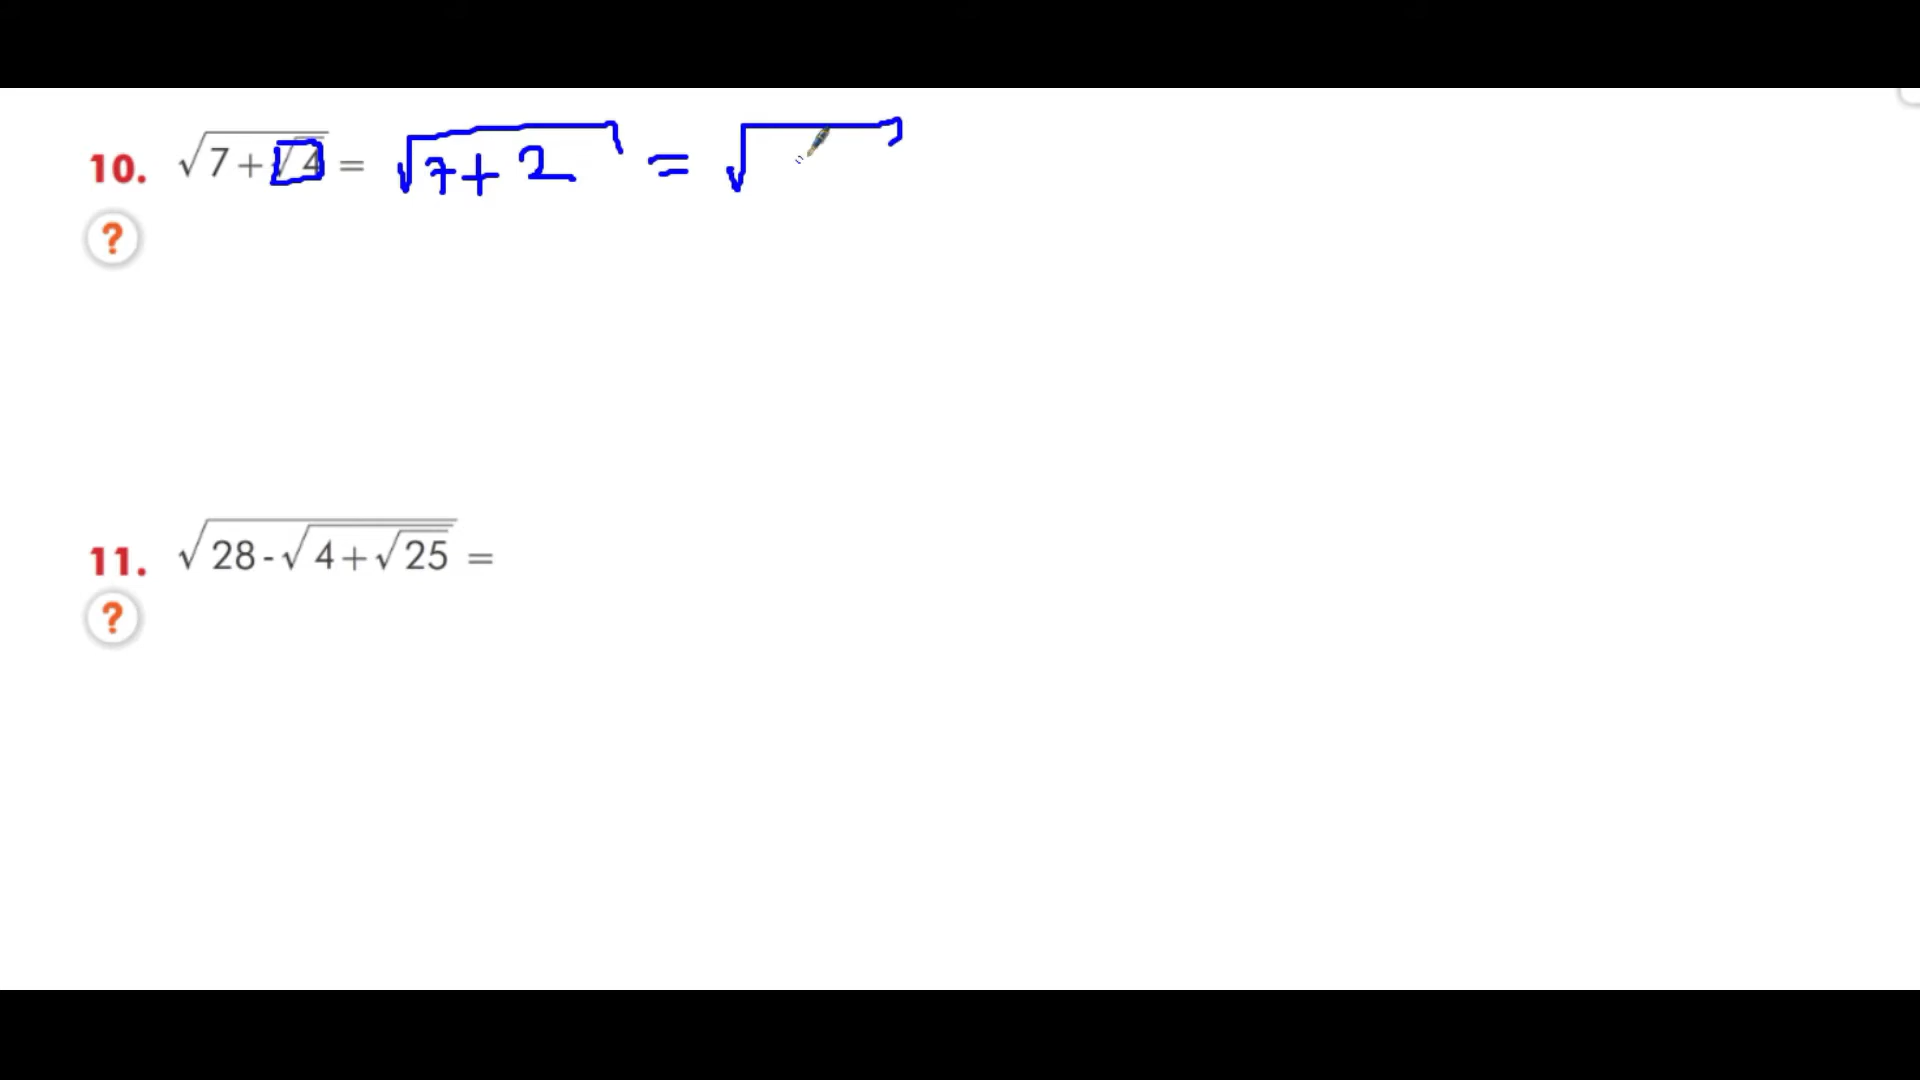 10. √(7+√4) = √(7+2) = √
?
11. √(28-√(4+√25)) =
?